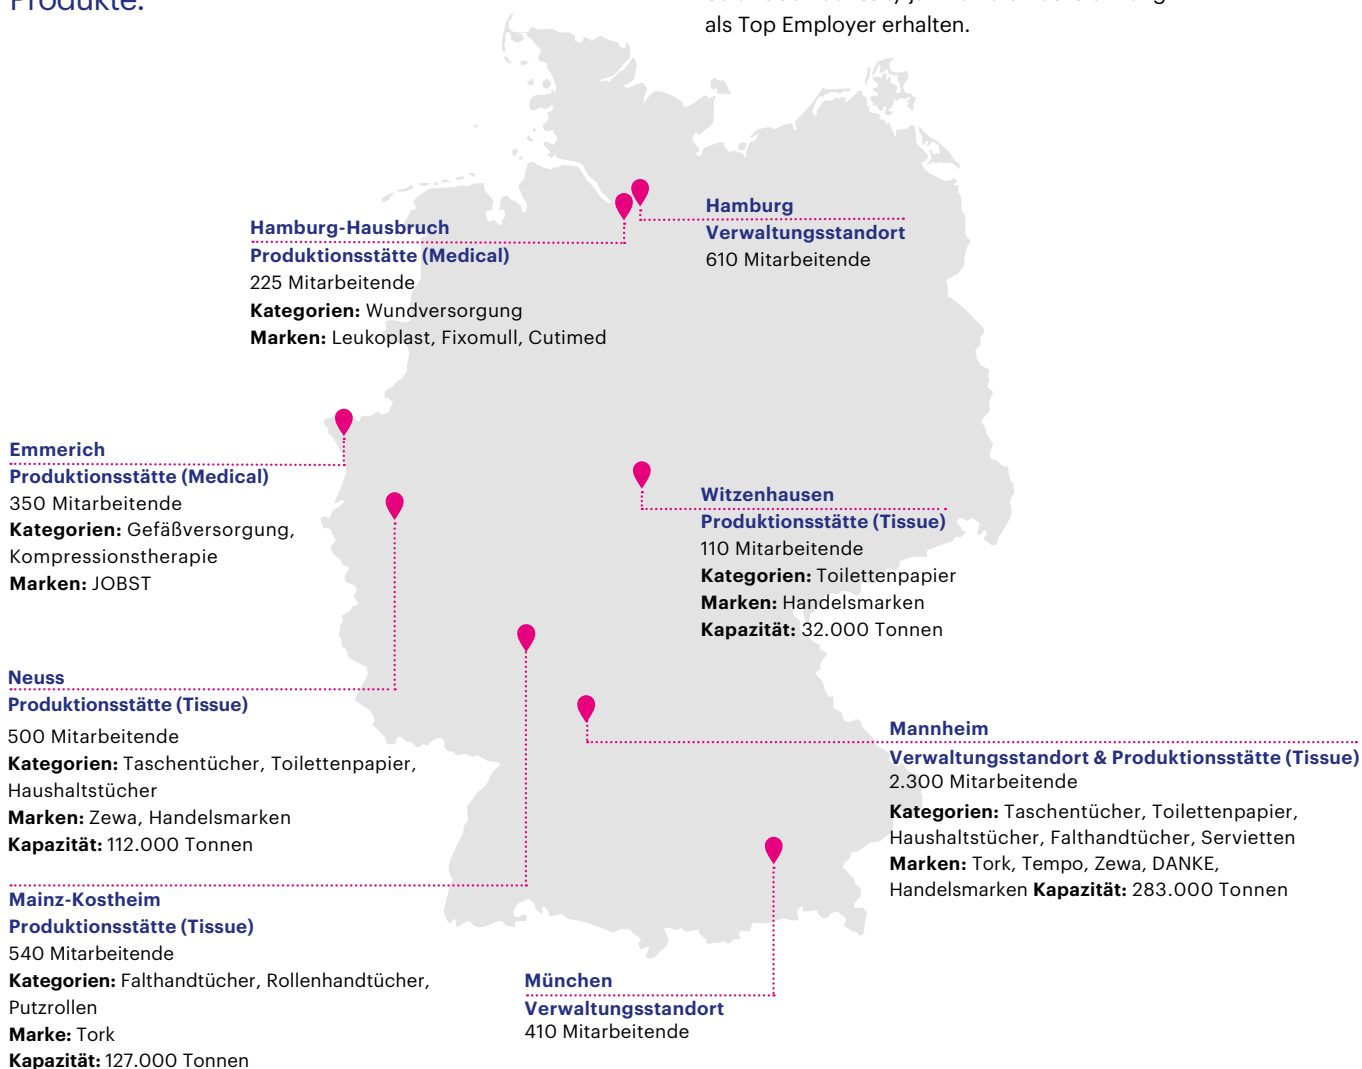 Produkte.
als Top Employer erhalten.
Hamburg-Hausbruch
Produktionsstätte (Medical)
225 Mitarbeitende
Kategorien: Wundversorgung
Marken: Leukoplast, Fixomull, Cutimed
Hamburg
Verwaltungsstandort
610 Mitarbeitende
Emmerich
Produktionsstätte (Medical)
350 Mitarbeitende
Kategorien: Gefäßversorgung,
Kompressionstherapie
Marken: JOBST
Witzenhausen
Produktionsstätte (Tissue)
110 Mitarbeitende
Kategorien: Toilettenpapier
Marken: Handelsmarken
Kapazität: 32.000 Tonnen
Neuss
Produktionsstätte (Tissue)
500 Mitarbeitende
Kategorien: Taschentücher, Toilettenpapier,
Haushaltstücher
Marken: Zewa, Handelsmarken
Kapazität: 112.000 Tonnen
Mannheim
Verwaltungsstandort & Produktionsstätte (Tissue)
2.300 Mitarbeitende
Kategorien: Taschentücher, Toilettenpapier,
Haushaltstücher, Falthandtücher, Servietten
Marken: Tork, Tempo, Zewa, DANKE,
Handelsmarken Kapazität: 283.000 Tonnen
Mainz-Kostheim
Produktionsstätte (Tissue)
540 Mitarbeitende
Kategorien: Falthandtücher, Rollenhandtücher,
Putzrollen
Marke: Tork
Kapazität: 127.000 Tonnen
München
Verwaltungsstandort
410 Mitarbeitende